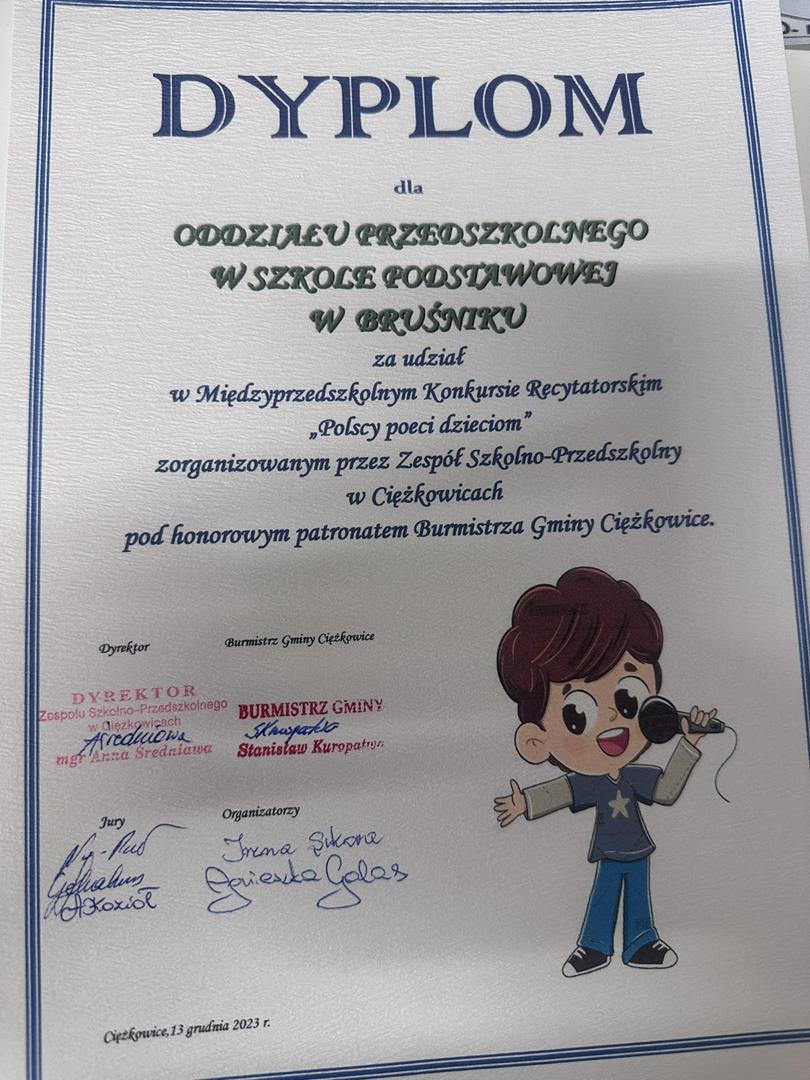 DYPLOM
dla
ODDZIAŁU PRZEDSZKOLNEGO
W SZKOLE PODSTAWOWEJ
W BRUŚNIKU
za udział
w Międzyprzedszkolnym Konkursie Recytatorskim
„Polscy poeci dzieciom”
zorganizowanym przez Zespół Szkolno-Przedszkolny
w Ciężkowicach
pod honorowym patronatem Burmistrza Gminy Ciężkowice.
Dyrektor
Burmistrz Gminy Ciężkowice
DYREKTOR
Zespołu Szkolno-Przedszkolnego
w Ciężkowicach
mgr Anna Średniawa
BURMISTRZ GMINY
Stanisław Kuropatwa
Jury
Organizatorzy
Irena
Agnieszka Galas
AKozioł
Ciężkowice,13 grudnia 2023 r.